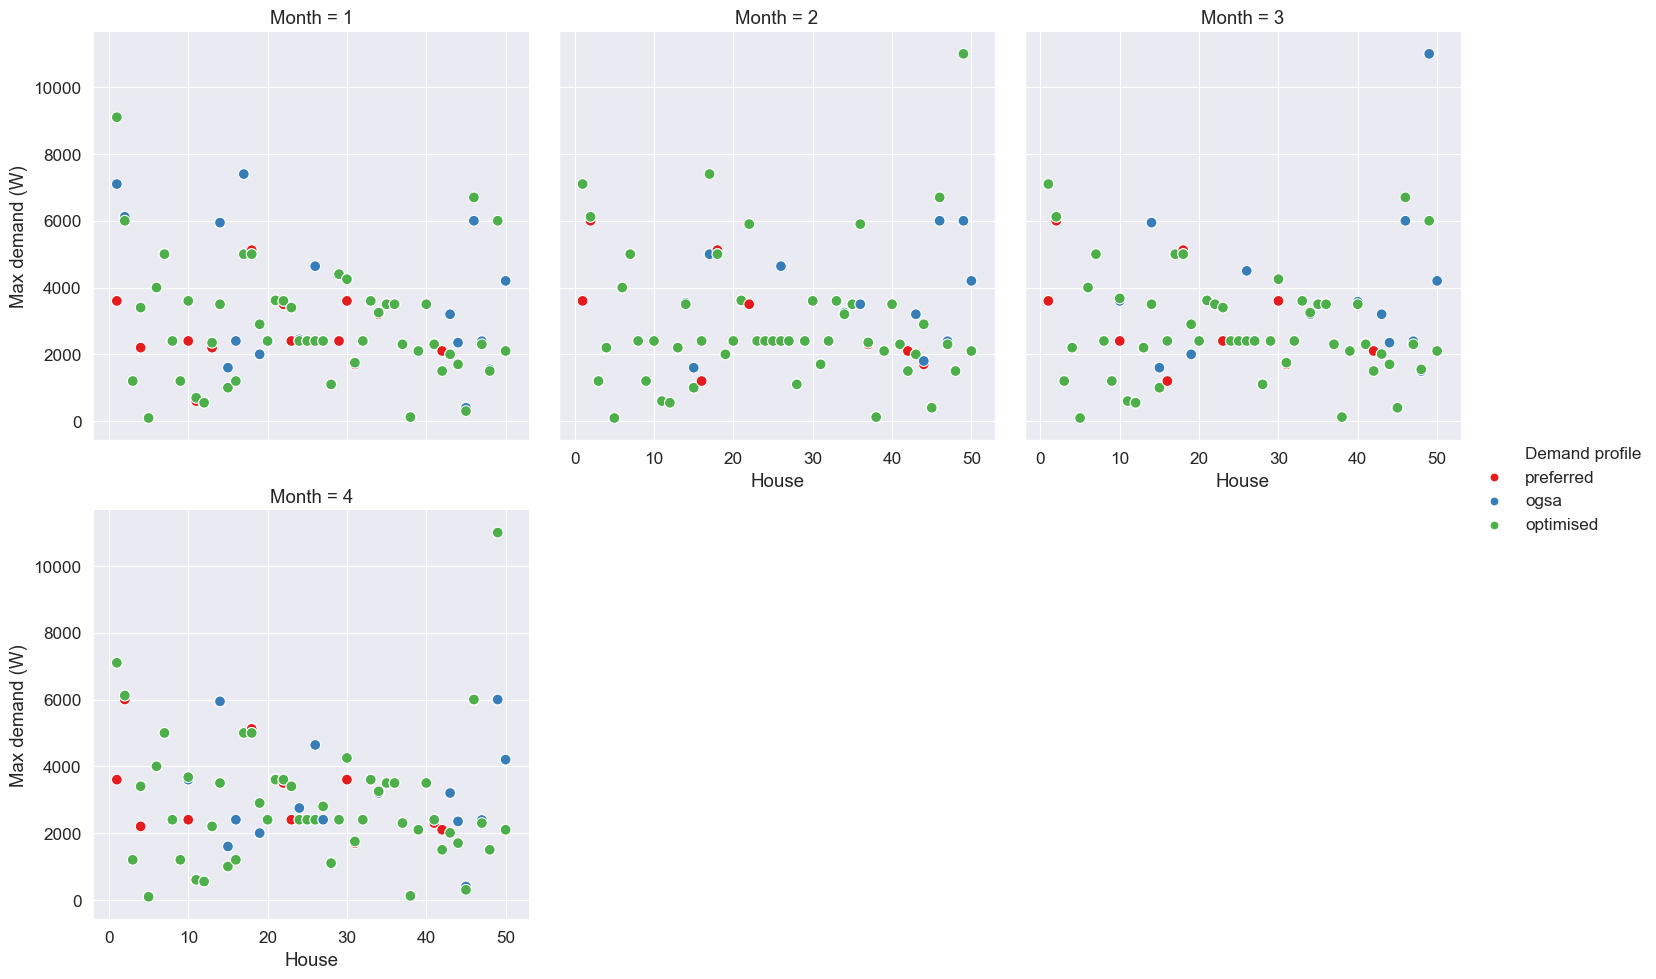 Month = 1
Month = 2
Month = 3
Max demand (W)
10000
8000
6000
4000
2000
0
0 10 20 30 40 50
House
0 10 20 30 40 50
House
Demand profile
preferred
ogsa
optimised
Month = 4
Max demand (W)
10000
8000
6000
4000
2000
0
0 10 20 30 40 50
House